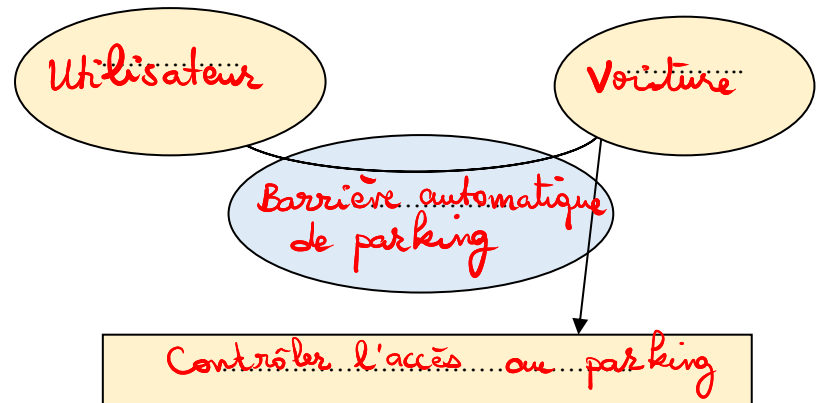 Utilisateur
Voiture
Barrière automatique
de parking
Contrôler l'accès au parking